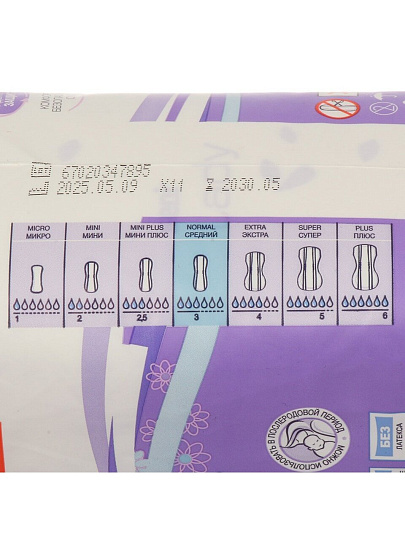 LOT 67020347895
2025.05.09 X11 2030.05
MICRO
МИКРО
MINI
МИНИ
MINI PLUS
МИНИ ПЛЮС
NORMAL
СРЕДНИЙ
EXTRA
ЭКСТРА
SUPER
СУПЕР
PLUS
ПЛЮС
1 2 2,5 3 4 5 6
МОЖНО ИСПОЛЬЗОВАТЬ В ПОСЛЕРОДОВОЙ ПЕРИОД
БЕЗ
ЛАТЕКСА